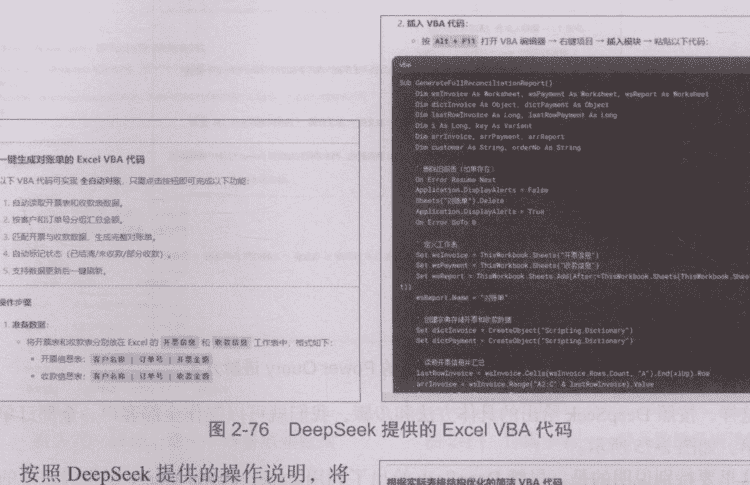 一键生成对账单的 Excel VBA 代码
以下 VBA 代码可实现 全自动对账，只需点击按钮即可完成以下功能：
1. 自动读取开票表和收款表数据。
2. 按客户和订单号分组汇总金额。
3. 匹配开票与收款数据，生成完整对账单。
4. 自动标记状态（已结清/未收款/部分收款）。
5. 支持数据更新后一键刷新。
操作步骤
1. 准备数据：
将开票表和收款表分别放在 Excel 的 开票信息 和 收款信息 工作表中，格式如下：
开票信息表：客户名称 | 订单号 | 开票金额
收款信息表：客户名称 | 订单号 | 收款金额
2. 插入 VBA 代码：
按 Alt + F11 打开 VBA 编辑器 → 右键项目 → 插入模块 → 粘贴以下代码：
vba
Sub GenerateFullReconciliationReport()
Dim wsInvoice As Worksheet, wsPayment As Worksheet, wsReport As Worksheet
Dim dictInvoice As Object, dictPayment As Object
Dim lastRowInvoice As Long, lastRowPayment As Long
Dim i As Long, key As Variant
Dim arrInvoice, arrPayment, arrReport
Dim customer As String, orderNo As String
' 删除旧报表（如果存在）
On Error Resume Next
Application.DisplayAlerts = False
Sheets("对账单").Delete
Application.DisplayAlerts = True
On Error GoTo 0
' 定义工作表
Set wsInvoice = ThisWorkbook.Sheets("开票信息")
Set wsPayment = ThisWorkbook.Sheets("收款信息")
Set wsReport = ThisWorkbook.Sheets.Add(After:=ThisWorkbook.Sheets(ThisWorkbook.Shee
t))
wsReport.Name = "对账单"
' 创建字典存储开票和收款数据
Set dictInvoice = CreateObject("Scripting.Dictionary")
Set dictPayment = CreateObject("Scripting.Dictionary")
' 读取开票信息并汇总
lastRowInvoice = wsInvoice.Cells(wsInvoice.Rows.Count, "A").End(xlUp).Row
arrInvoice = wsInvoice.Range("A2:C" & lastRowInvoice).Value
图 2-76 DeepSeek 提供的 Excel VBA 代码
按照 DeepSeek 提供的操作说明，将
根据实际表格结构优化的简洁 VBA 代码